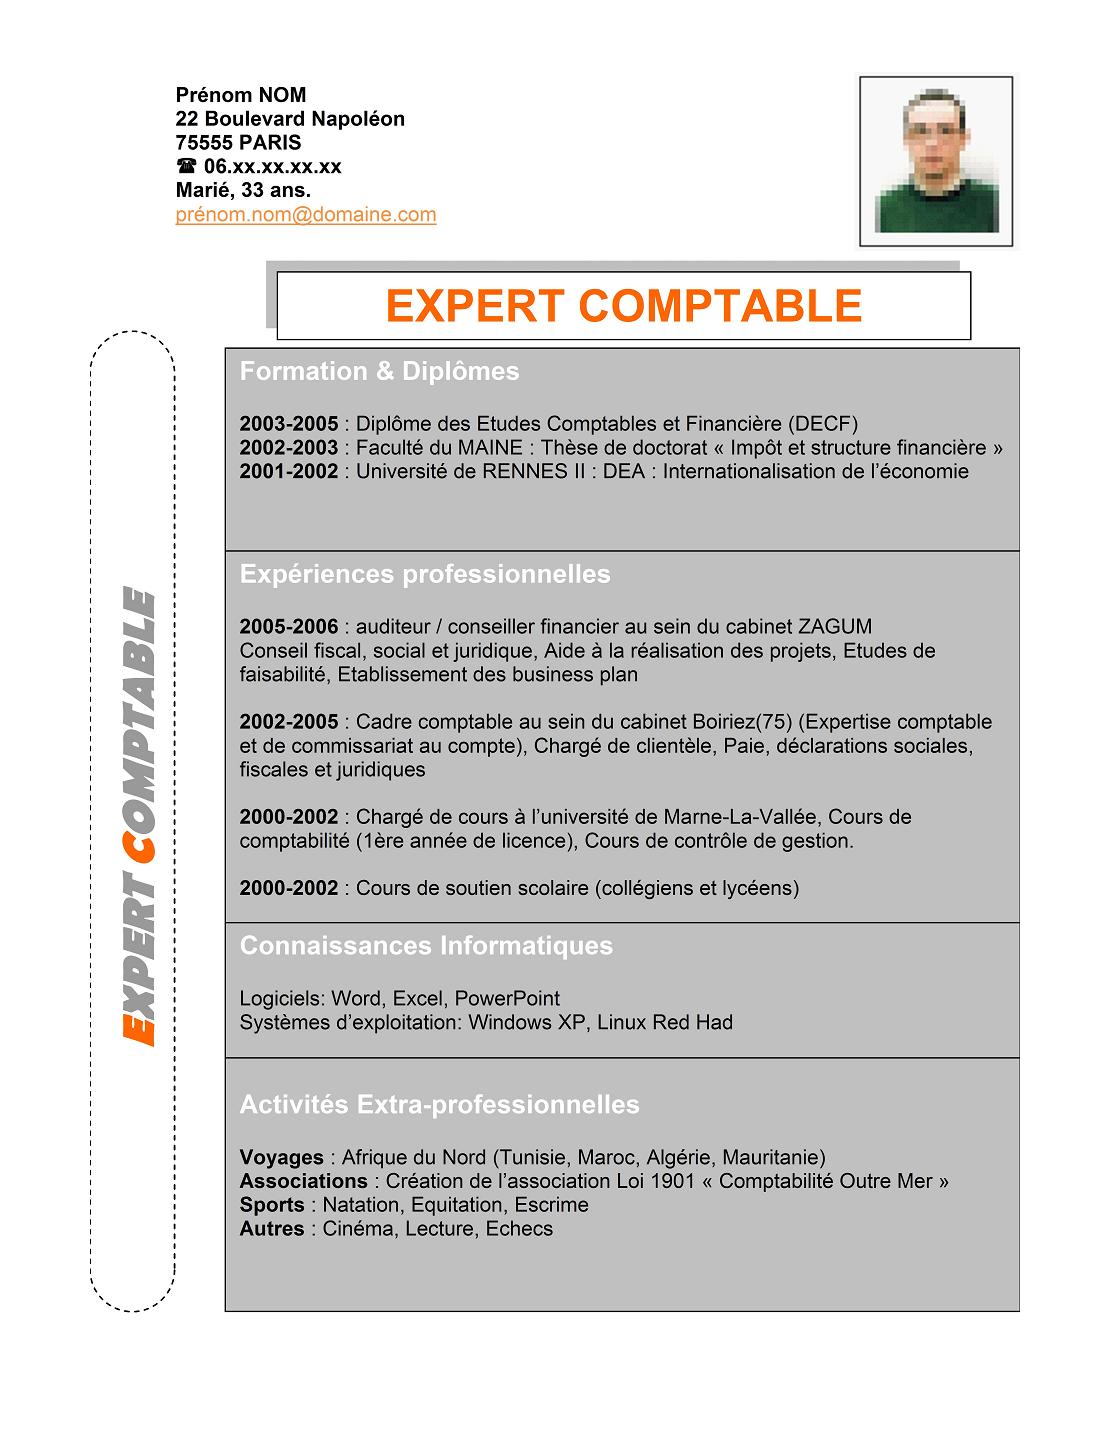 Prénom NOM
22 Boulevard Napoléon
75555 PARIS
☎ 06.xx.xx.xx.xx
Marié, 33 ans.
prénom.nom@domaine.com
EXPERT COMPTABLE
EXPERT COMPTABLE
Formation & Diplômes
2003-2005 : Diplôme des Etudes Comptables et Financière (DECF)
2002-2003 : Faculté du MAINE : Thèse de doctorat « Impôt et structure financière »
2001-2002 : Université de RENNES II : DEA : Internationalisation de l’économie
Expériences professionnelles
2005-2006 : auditeur / conseiller financier au sein du cabinet ZAGUM
Conseil fiscal, social et juridique, Aide à la réalisation des projets, Etudes de
faisabilité, Etablissement des business plan
2002-2005 : Cadre comptable au sein du cabinet Boiriez(75) (Expertise comptable
et de commissariat au compte), Chargé de clientèle, Paie, déclarations sociales,
fiscales et juridiques
2000-2002 : Chargé de cours à l’université de Marne-La-Vallée, Cours de
comptabilité (1ère année de licence), Cours de contrôle de gestion.
2000-2002 : Cours de soutien scolaire (collégiens et lycéens)
Connaissances Informatiques
Logiciels: Word, Excel, PowerPoint
Systèmes d’exploitation: Windows XP, Linux Red Had
Activités Extra-professionnelles
Voyages : Afrique du Nord (Tunisie, Maroc, Algérie, Mauritanie)
Associations : Création de l’association Loi 1901 « Comptabilité Outre Mer »
Sports : Natation, Equitation, Escrime
Autres : Cinéma, Lecture, Echecs